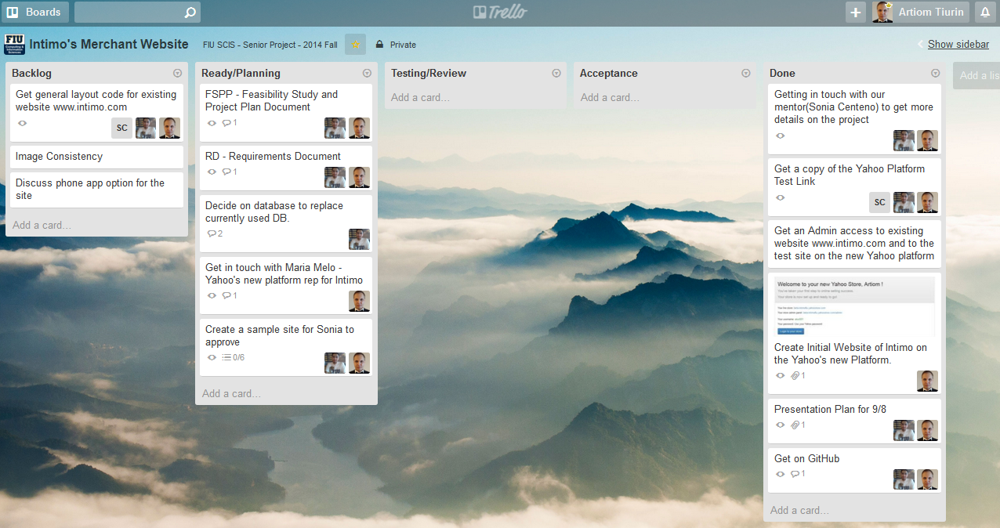 Boards
Trello
Artiom Tiurin
FIU
Computing &
Information
Sciences
Intimo's Merchant Website
FIU SCIS - Senior Project - 2014 Fall
Private
Show sidebar
Backlog
Get general layout code for existing
website www.intimo.com
SC
Image Consistency
Discuss phone app option for the
site
Add a card...
Ready/Planning
FSPP - Feasibility Study and
Project Plan Document
1
RD - Requirements Document
1
Decide on database to replace
currently used DB.
2
Get in touch with Maria Melo -
Yahoo's new platform rep for Intimo
1
Create a sample site for Sonia to
approve
0/6
Add a card...
Testing/Review
Add a card...
Acceptance
Add a card...
Done
Getting in touch with our
mentor(Sonia Centeno) to get more
details on the project
Get a copy of the Yahoo Platform
Test Link
SC
Get an Admin access to existing
website www.intimo.com and to the
test site on the new Yahoo platform
Welcome to your new Yahoo Store, Artiom !
Create Initial Website of Intimo on
the Yahoo's new Platform.
1
Presentation Plan for 9/8
1
Get on GitHub
1
Add a card...
Add a lis